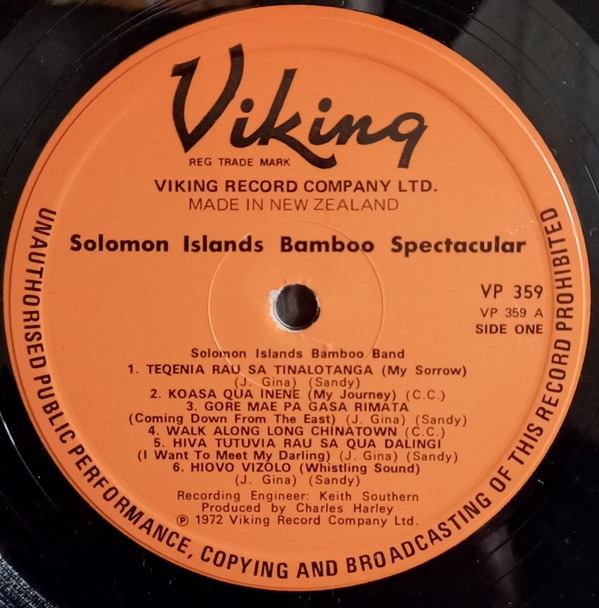 Viking
REG TRADE MARK
VIKING RECORD COMPANY LTD.
MADE IN NEW ZEALAND
Solomon Islands Bamboo Spectacular
VP 359
VP 359 A
SIDE ONE
Solomon Islands Bamboo Band
1. TEQENIA RAU SA TINALOTANGA (My Sorrow)
(J. Gina) (Sandy)
2. KOASA QUA INENE (My Journey) (C.C.)
3. GORE MAE PA GASA RIMATA
(Coming Down From The East) (J. Gina) (Sandy)
4. WALK ALONG LONG CHINATOWN (C.C.)
5. HIVA TUTUVIA RAU SA QUA DALINGI
(I Want To Meet My Darling) (J. Gina) (Sandy)
6. HIOVO VIZOLO (Whistling Sound)
(J. Gina) (Sandy)
Recording Engineer: Keith Southern
Produced by Charles Harley
℗ 1972 Viking Record Company Ltd.
UNAUTHORISED PUBLIC PERFORMANCE, COPYING AND BROADCASTING OF THIS RECORD PROHIBITED